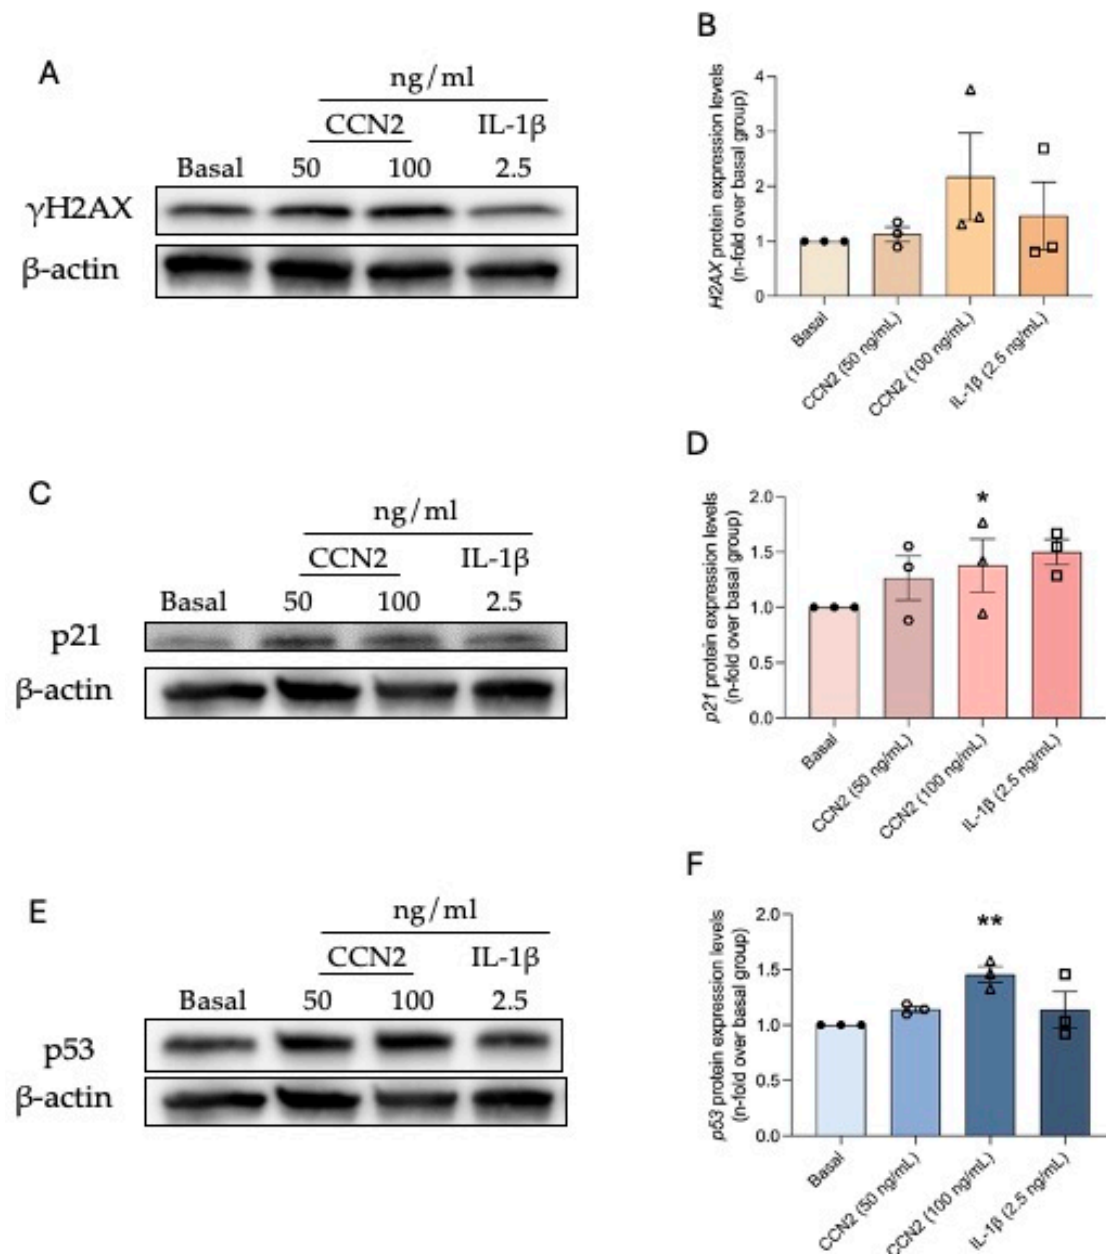 A
ng/ml
CCN2 IL-1β
Basal 50 100 2.5
γH2AX
β-actin
B
H2AX protein expression levels
(n-fold over basal group)
4
3
2
1
0
Basal
CCN2 (50 ng/mL)
CCN2 (100 ng/mL)
IL-1β (2.5 ng/mL)
C
ng/ml
CCN2 IL-1β
Basal 50 100 2.5
p21
β-actin
D
p21 protein expression levels
(n-fold over basal group)
2.0
1.5
1.0
0.5
0.0
*
Basal
CCN2 (50 ng/mL)
CCN2 (100 ng/mL)
IL-1β (2.5 ng/mL)
E
ng/ml
CCN2 IL-1β
Basal 50 100 2.5
p53
β-actin
F
p53 protein expression levels
(n-fold over basal group)
2.0
1.5
1.0
0.5
0.0
**
Basal
CCN2 (50 ng/mL)
CCN2 (100 ng/mL)
IL-1β (2.5 ng/mL)